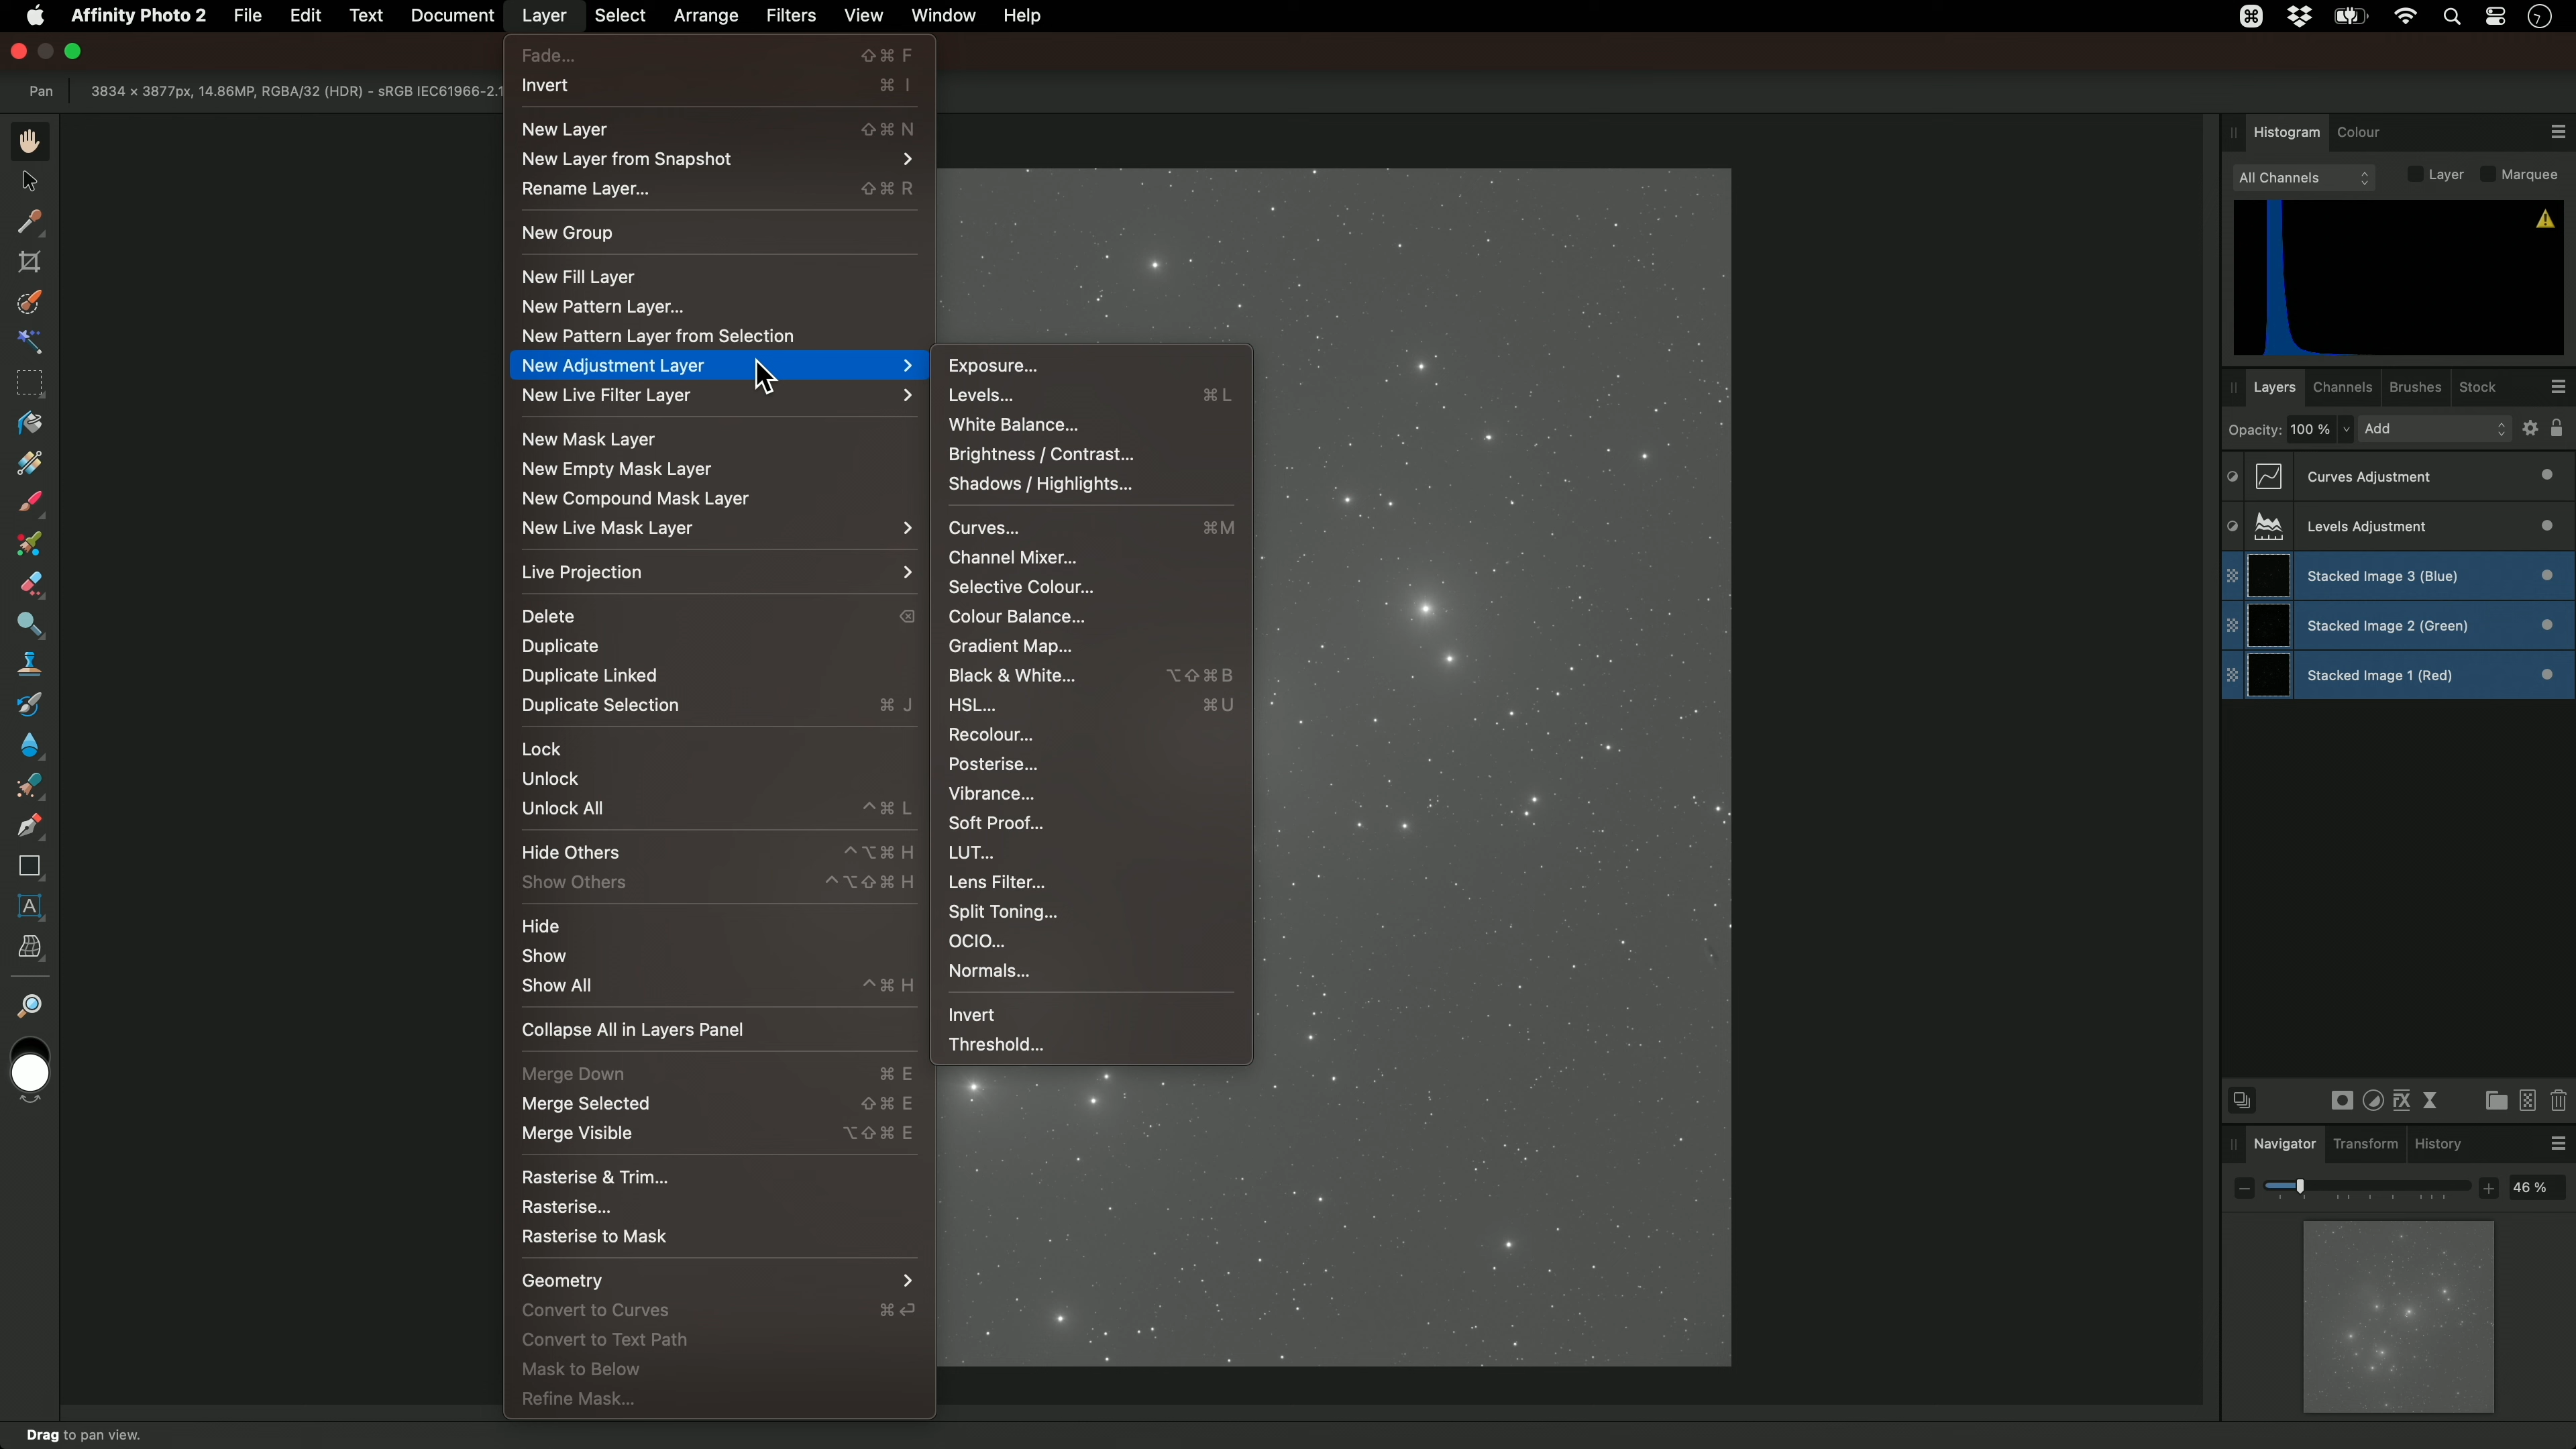 Affinity Photo 2 File Edit Text Document Layer Select Arrange Filters View Window Help
Pan 3834 × 3877px, 14.86MP, RGBA/32 (HDR) - sRGB IEC61966-2.1
Fade... ⇧⌘ F
Invert ⌘ I
New Layer ⇧⌘ N
New Layer from Snapshot
Rename Layer... ⇧⌘ R
New Group
New Fill Layer
New Pattern Layer...
New Pattern Layer from Selection
New Adjustment Layer
New Live Filter Layer
New Mask Layer
New Empty Mask Layer
New Compound Mask Layer
New Live Mask Layer
Live Projection
Delete ⌫
Duplicate
Duplicate Linked
Duplicate Selection ⌘ J
Lock
Unlock
Unlock All ^⌘ L
Hide Others ^⌥⌘ H
Show Others ^⌥⇧⌘ H
Hide
Show
Show All ^⌘ H
Collapse All in Layers Panel
Merge Down ⌘ E
Merge Selected ⇧⌘ E
Merge Visible ⌥⇧⌘ E
Rasterise & Trim...
Rasterise...
Rasterise to Mask
Geometry
Convert to Curves ⌘↩
Convert to Text Path
Mask to Below
Refine Mask...
Exposure...
Levels... ⌘L
White Balance...
Brightness / Contrast...
Shadows / Highlights...
Curves... ⌘M
Channel Mixer...
Selective Colour...
Colour Balance...
Gradient Map...
Black & White... ⌥⇧⌘B
HSL... ⌘U
Recolour...
Posterise...
Vibrance...
Soft Proof...
LUT...
Lens Filter...
Split Toning...
OCIO...
Normals...
Invert
Threshold...
Histogram Colour
All Channels Layer Marquee
Layers Channels Brushes Stock
Opacity: 100 % Add
Curves Adjustment
Levels Adjustment
Stacked Image 3 (Blue)
Stacked Image 2 (Green)
Stacked Image 1 (Red)
Navigator Transform History
46 %
Drag to pan view.